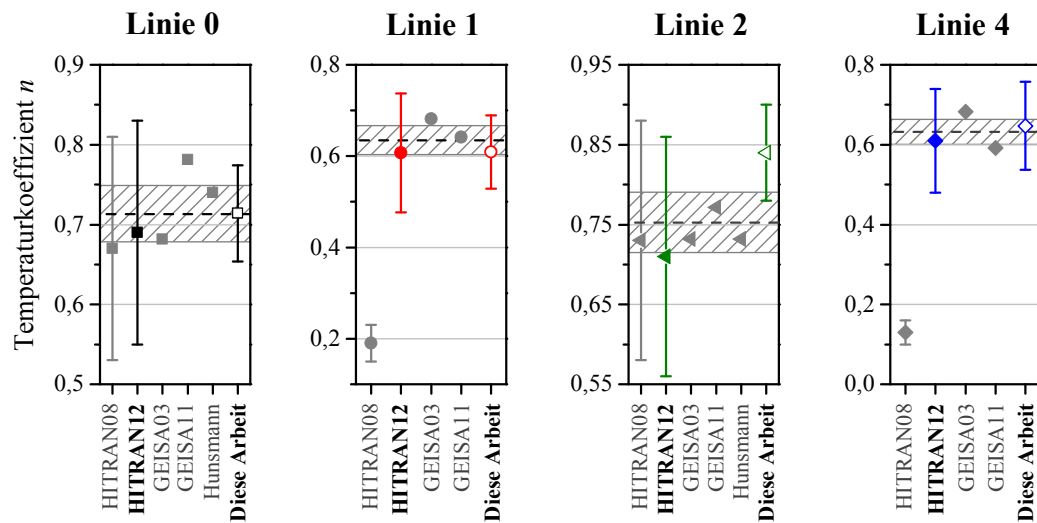 Linie 0
Linie 1
Linie 2
Linie 4
Temperaturkoeffizient n
0,9
0,8
0,7
0,6
0,5
HITRAN08
HITRAN12
GEISA03
GEISA11
Hunsmann
Diese Arbeit
0,8
0,6
0,4
0,2
HITRAN08
HITRAN12
GEISA03
GEISA11
Diese Arbeit
0,95
0,85
0,75
0,65
0,55
HITRAN08
HITRAN12
GEISA03
GEISA11
Hunsmann
Diese Arbeit
0,8
0,6
0,4
0,2
0,0
HITRAN08
HITRAN12
GEISA03
GEISA11
Diese Arbeit